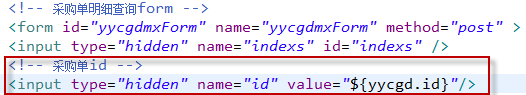 <!-- 采购单明细查询form -->
<form id="yycgdmxForm" name="yycgdmxForm" method="post" >
<input type="hidden" name="indexs" id="indexs" />
<!-- 采购单id -->
<input type="hidden" name="id" value="${yycgd.id}"/>